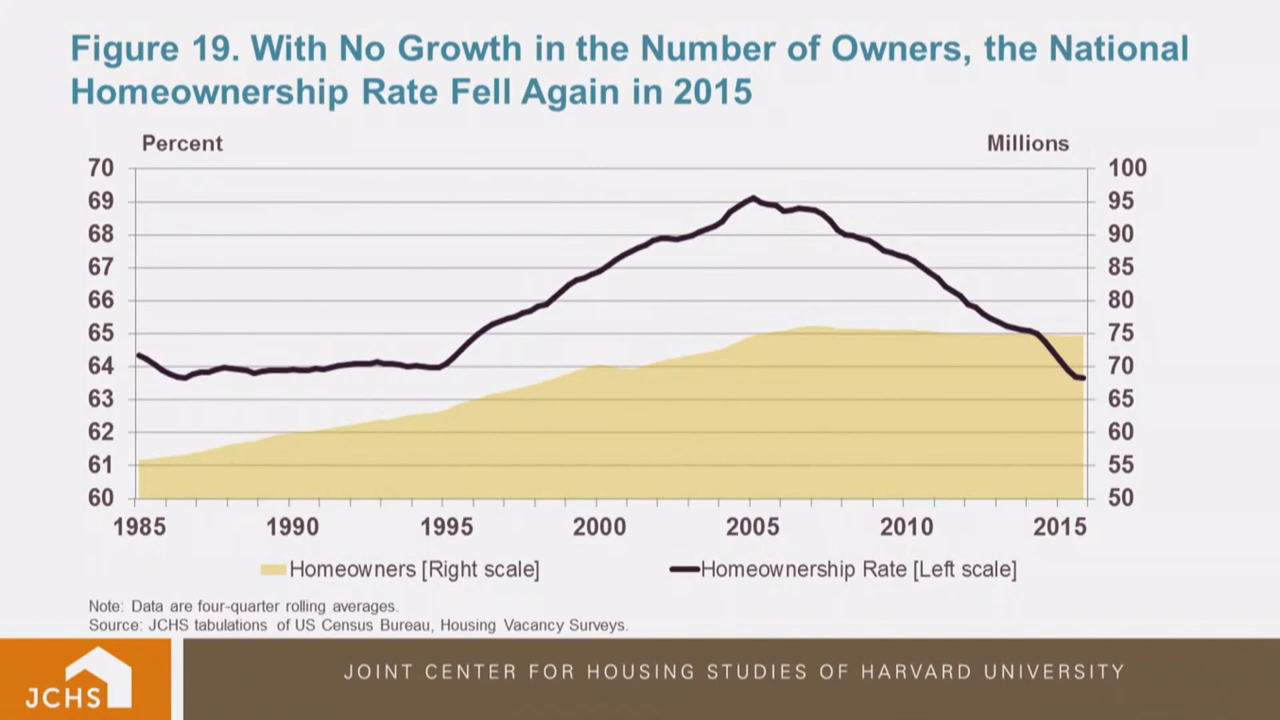 Figure 19. With No Growth in the Number of Owners, the National
Homeownership Rate Fell Again in 2015
Percent
Millions
70
69
68
67
66
65
64
63
62
61
60
100
95
90
85
80
75
70
65
60
55
50
1985 1990 1995 2000 2005 2010 2015
Homeowners [Right scale]
Homeownership Rate [Left scale]
Note: Data are four-quarter rolling averages.
Source: JCHS tabulations of US Census Bureau, Housing Vacancy Surveys.
JCHS
JOINT CENTER FOR HOUSING STUDIES OF HARVARD UNIVERSITY